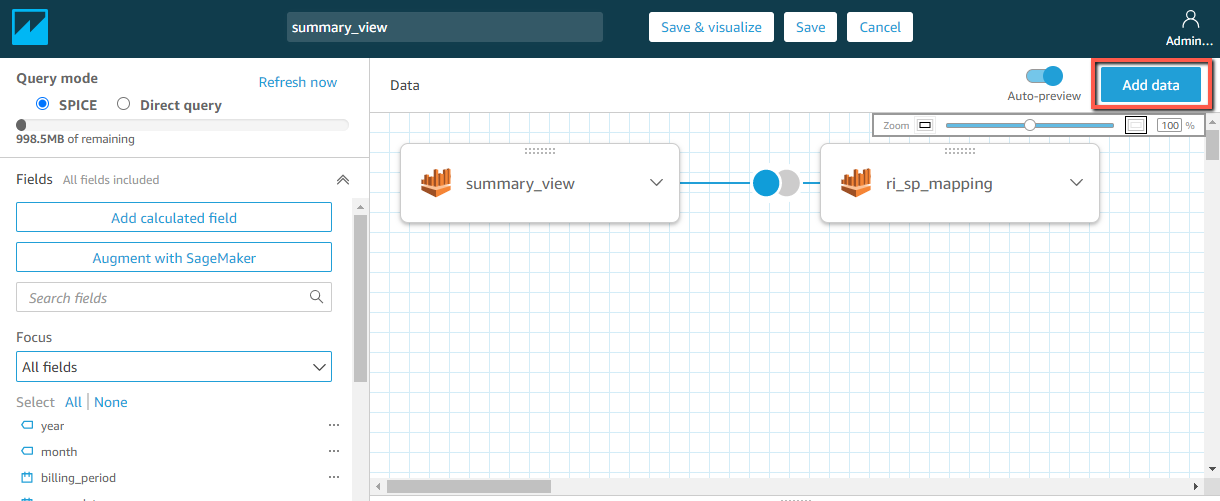 summary_view
Save & visualize
Save
Cancel
Admin...
Query mode
Refresh now
SPICE
Direct query
998.5MB of remaining
Fields All fields included
Add calculated field
Augment with SageMaker
Search fields
Focus
All fields
Select All | None
year
month
billing_period
Data
Auto-preview
Add data
Zoom
100 %
summary_view
ri_sp_mapping